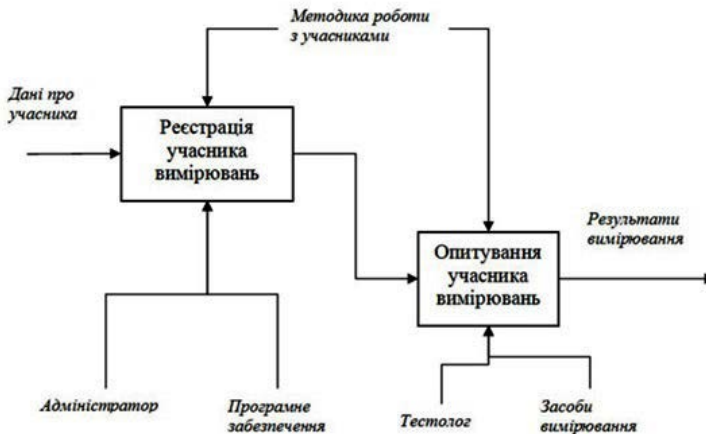 Методика роботи
з учасниками
Дані про
учасника
Реєстрація
учасника
вимірювань
Результати
вимірювання
Опитування
учасника
вимірювань
Адміністратор
Програмне
забезпечення
Тестолог
Засоби
вимірювання